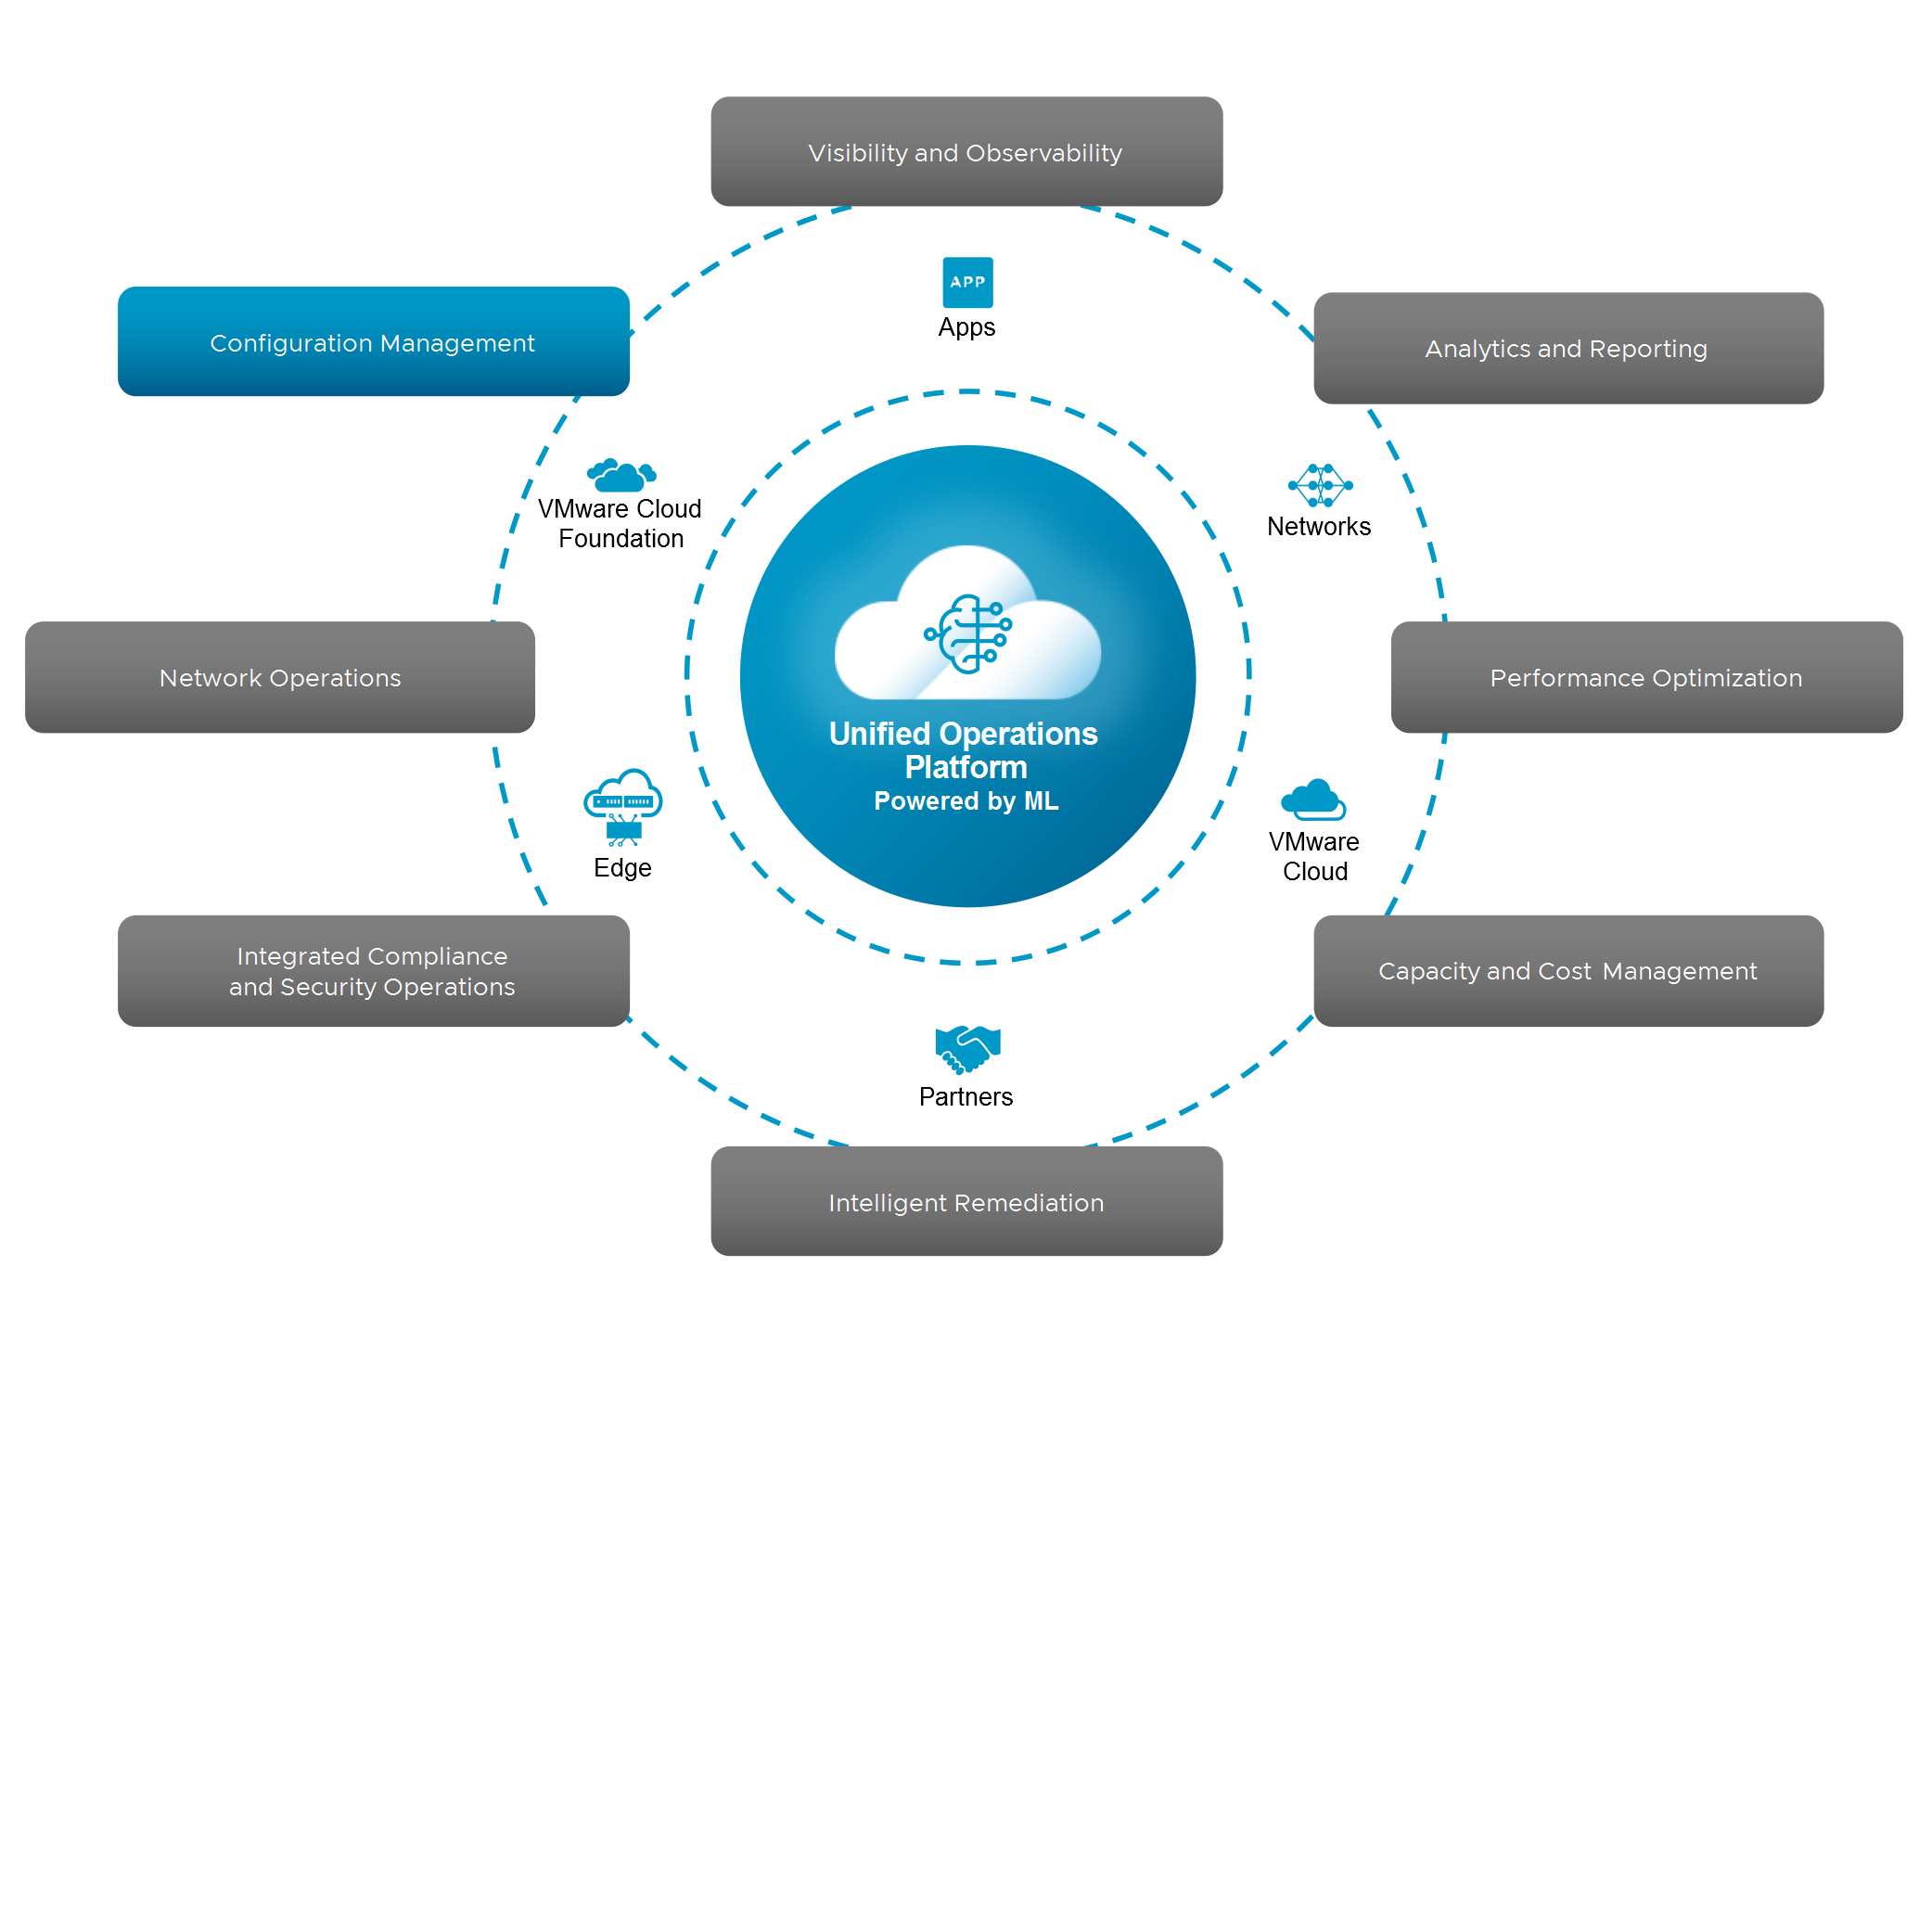 Visibility and Observability
APP
Apps
Configuration Management
Analytics and Reporting
VMware Cloud
Foundation
Networks
Network Operations
Performance Optimization
Unified Operations
Platform
Powered by ML
Edge
VMware
Cloud
Integrated Compliance
and Security Operations
Capacity and Cost Management
Partners
Intelligent Remediation